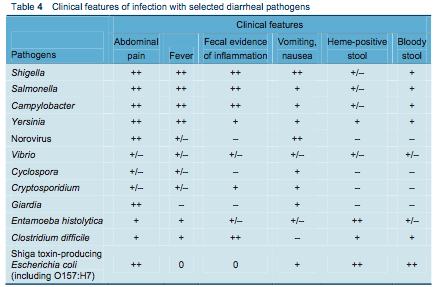 Table 4 Clinical features of infection with selected diarrheal pathogens
Clinical features
Pathogens Abdominal pain Fever Fecal evidence of inflammation Vomiting, nausea Heme-positive stool Bloody stool
Shigella ++ ++ ++ ++ +/– +
Salmonella ++ ++ ++ + +/– +
Campylobacter ++ ++ ++ + +/– +
Yersinia ++ ++ + + + +
Norovirus ++ +/– – ++ – –
Vibrio +/– +/– +/– +/– +/– +/–
Cyclospora +/– +/– – + – –
Cryptosporidium +/– +/– + + – –
Giardia ++ – – + – –
Entamoeba histolytica + + +/– +/– ++ +/–
Clostridium difficile + + ++ – + +
Shiga toxin-producing
Escherichia coli ++ 0 0 + ++ ++
(including O157:H7)